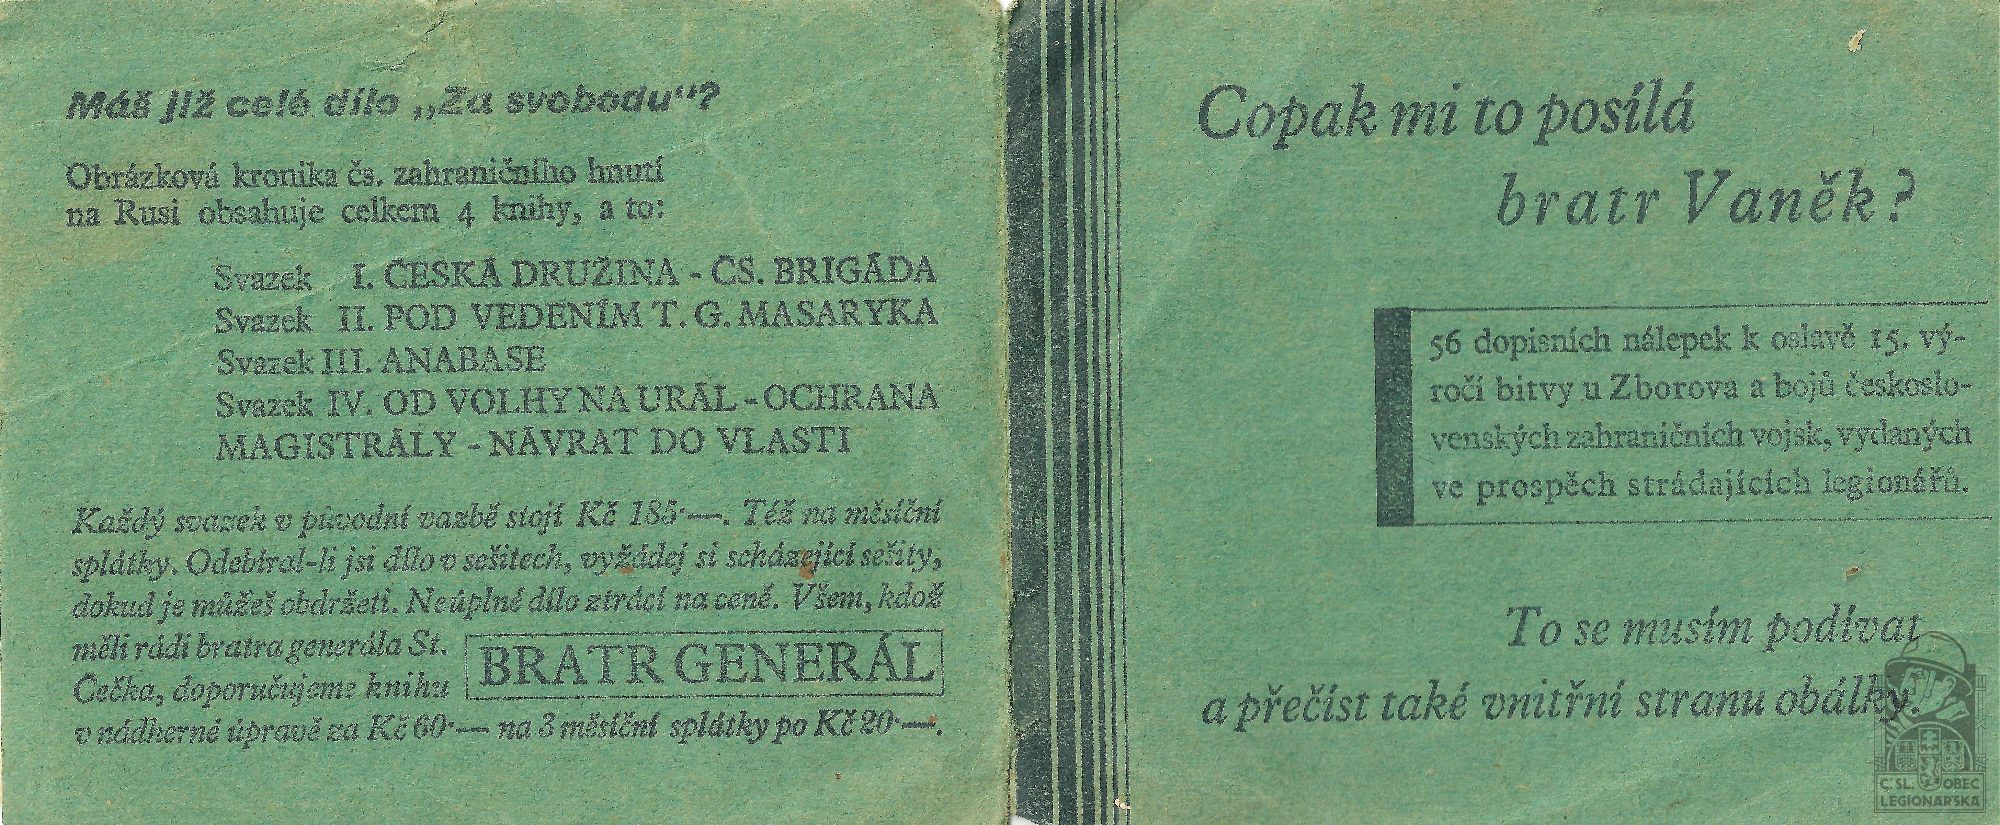 Máš již celé dílo „Za svobodu“?
Obrázková kronika čs. zahraničního hnutí
na Rusi obsahuje celkem 4 knihy, a to:
Svazek I. ČESKÁ DRUŽINA - ČS. BRIGÁDA
Svazek II. POD VEDENÍM T. G. MASARYKA
Svazek III. ANABASE
Svazek IV. OD VOLHY NA URÁL - OCHRANA
MAGISTRÁLY - NÁVRAT DO VLASTI
Každý svazek v původní vazbě stojí Kč 185·—. Též na měsíční
splátky. Odebíral-li jsi dílo v sešitech, vyžádej si scházející sešity,
dokud je můžeš obdržeti. Neúplné dílo ztrácí na ceně. Všem, kdož
měli rádi bratra generála St.
Čečka, doporučujeme knihu
BRATR GENERÁL
v nádherné úpravě za Kč 60·— na 3 měsíční splátky po Kč 20·—.
Copak mi to posílá
bratr Vaněk?
56 dopisních nálepek k oslavě 15. vý-
ročí bitvy u Zborova a bojů českoslo-
venských zahraničních vojsk, vydaných
ve prospěch strádajících legionářů.
To se musím podívat
a přečíst také vnitřní stranu obálky.
Č. SL. OBEC
LEGIONÁŘSKÁ